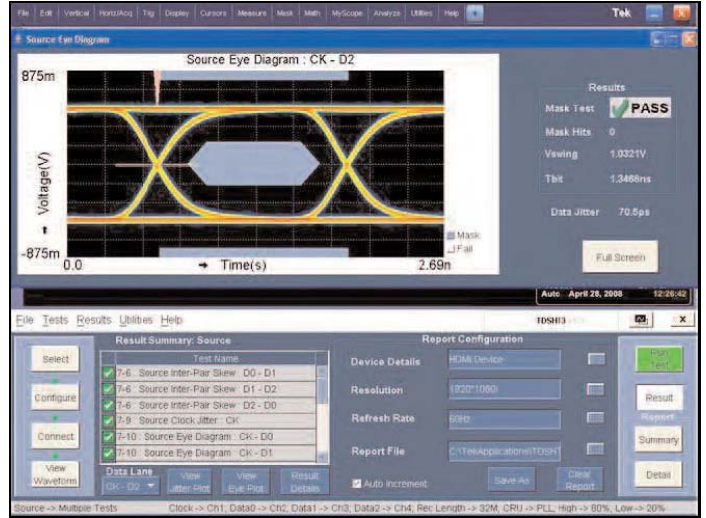 File Edit Vertical Horiz/Acq Trig Display Cursors Measure Mask Math MyScope Analyze Utilities Help Tek
Source Eye Diagram
Source Eye Diagram : CK - D2
875m
Voltage(V)
-875m
0.0
Time(s)
2.69n
Mask
Fail
Results
Mask Test PASS
Mask Hits 0
Vswing 1.0321V
Tbit 1.3468ns
Data Jitter 70.5ps
Full Screen
Auto April 28, 2008 12:26:42
File Tests Results Utilities Help TDSHT3 X
Result Summary: Source
Report Configuration
Select
Configure
Connect
View Waveform
Test Name
7-6 : Source Inter-Pair Skew : D0 - D1
7-6 : Source Inter-Pair Skew : D1 - D2
7-6 : Source Inter-Pair Skew : D2 - D0
7-9 : Source Clock Jitter : CK
7-10 : Source Eye Diagram : CK - D0
7-10 : Source Eye Diagram : CK - D1
Data Lane
CK - D2
View Jitter Plot
View Eye Plot
Result Details
Device Details HDMI Device
Resolution 1920*1080i
Refresh Rate 60Hz
Report File C:\TekApplications\TDSHT
Auto Increment
Save As
Clear Report
Run Test
Result
Report
Summary
Detail
Source -> Multiple Tests Clock -> Ch1, Data0 -> Ch2, Data1 -> Ch3, Data2 -> Ch4, Rec Length -> 32M, CRU -> PLL, High -> 80%, Low -> 20%